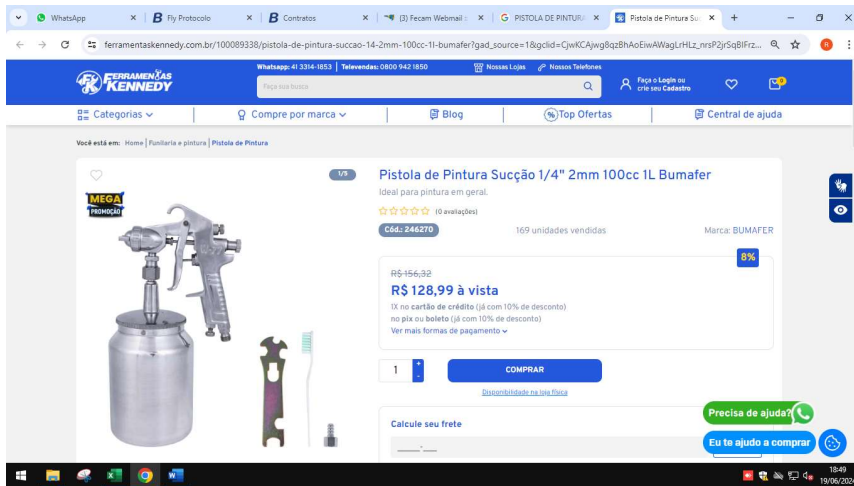 WhatsApp
Fly Protocolo
Contratos
(3) Fecam Webmail ::
PISTOLA DE PINTURA
Pistola de Pintura Su
ferramentaskennedy.com.br/100089338/pistola-de-pintura-succao-14-2mm-100cc-1l-bumafer?gad_source=1&gclid=CjwKCAjwg8qzBhAoEiwAWagLrHLz_nrsP2jrSqBIFrz...
FERRAMENTAS
KENNEDY
Whatsapp: 41 3314-1853 | Televendas: 0800 942 1850
Nossas Lojas
Nossos Telefones
Faça sua busca
Faça o Login ou
crie seu Cadastro
0
Categorias
Compre por marca
Blog
Top Ofertas
Central de ajuda
Você está em: Home | Funilaria e pintura | Pistola de Pintura
1/5
MEGA
PROMOÇÃO
Pistola de Pintura Sucção 1/4" 2mm 100cc 1L Bumafer
Ideal para pintura em geral.
(0 avaliações)
Cód.: 246270
169 unidades vendidas
Marca: BUMAFER
8%
R$ 156,32
R$ 128,99 à vista
1X no cartão de crédito (já com 10% de desconto)
no pix ou boleto (já com 10% de desconto)
Ver mais formas de pagamento
1
+
-
COMPRAR
Disponibilidade na loja física
Calcule seu frete
_____-___
Precisa de ajuda?
Eu te ajudo a comprar
18:49
19/06/2024